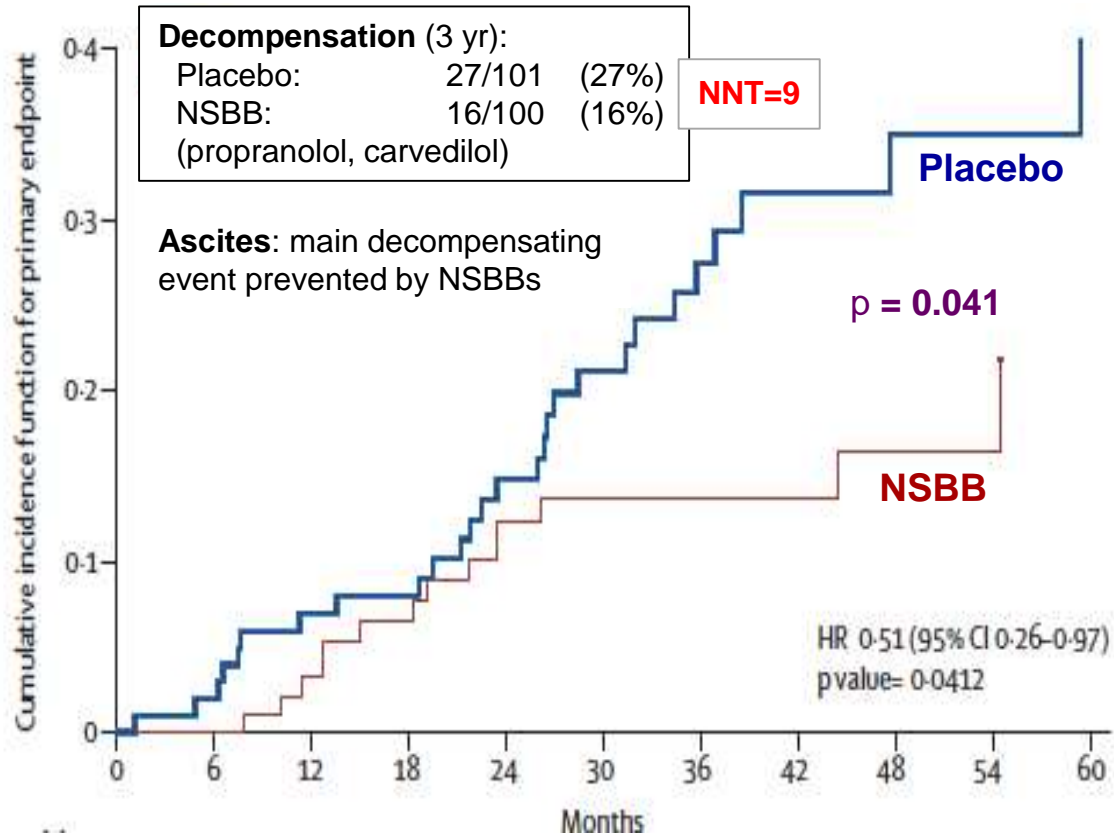 Cumulative incidence function for primary endpoint
0·4
0·3
0·2
0·1
0
Decompensation (3 yr):
Placebo: 27/101 (27%)
NSBB: 16/100 (16%)
(propranolol, carvedilol)
NNT=9
Ascites: main decompensating
event prevented by NSBBs
Placebo
p = 0.041
NSBB
HR 0·51 (95% CI 0·26–0·97)
p value= 0·0412
0 6 12 18 24 30 36 42 48 54 60
Months